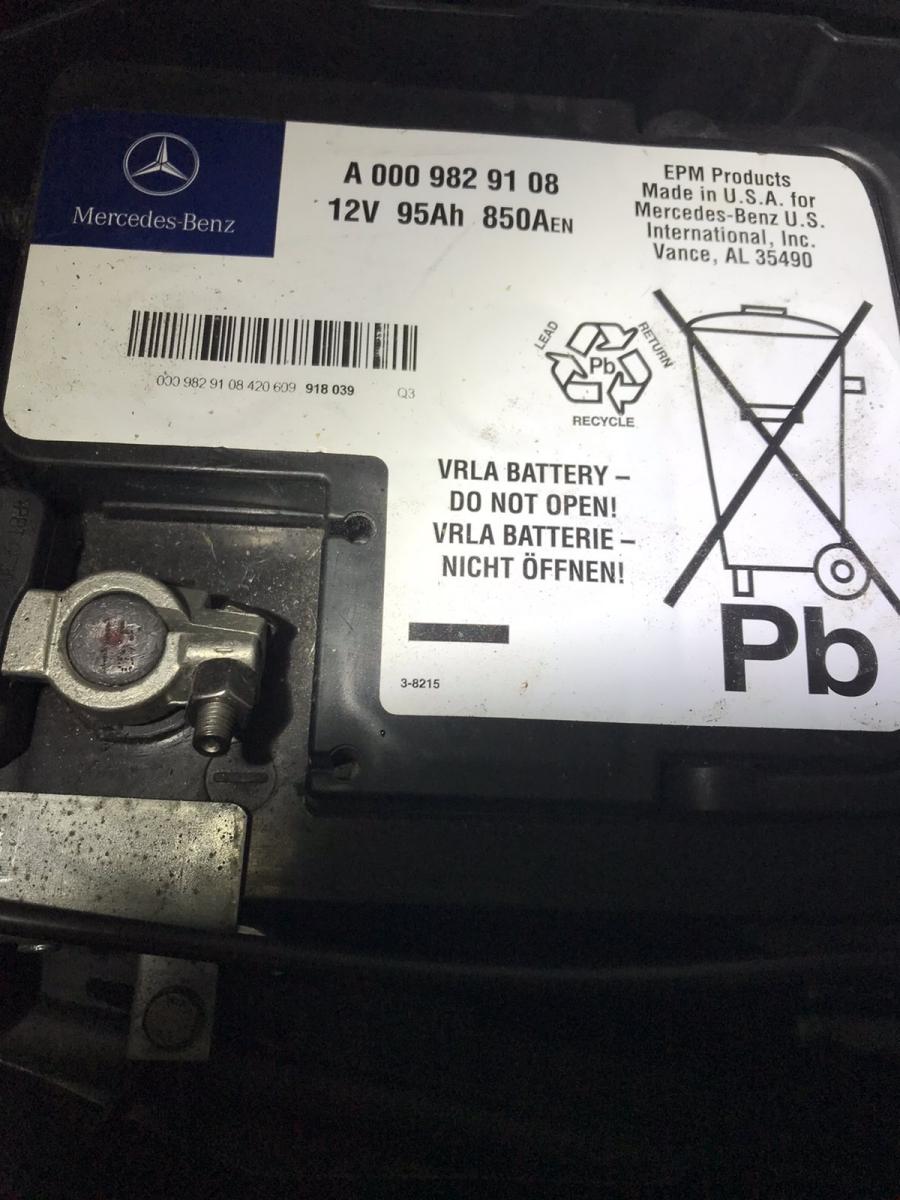 Mercedes-Benz
A 000 982 91 08
12V 95Ah 850AEN
EPM Products
Made in U.S.A. for
Mercedes-Benz U.S.
International, Inc.
Vance, AL 35490
000 982 91 08 420 609 918 039 Q3
LEAD
RETURN
Pb
RECYCLE
VRLA BATTERY –
DO NOT OPEN!
VRLA BATTERIE –
NICHT ÖFFNEN!
Pb
3-8215